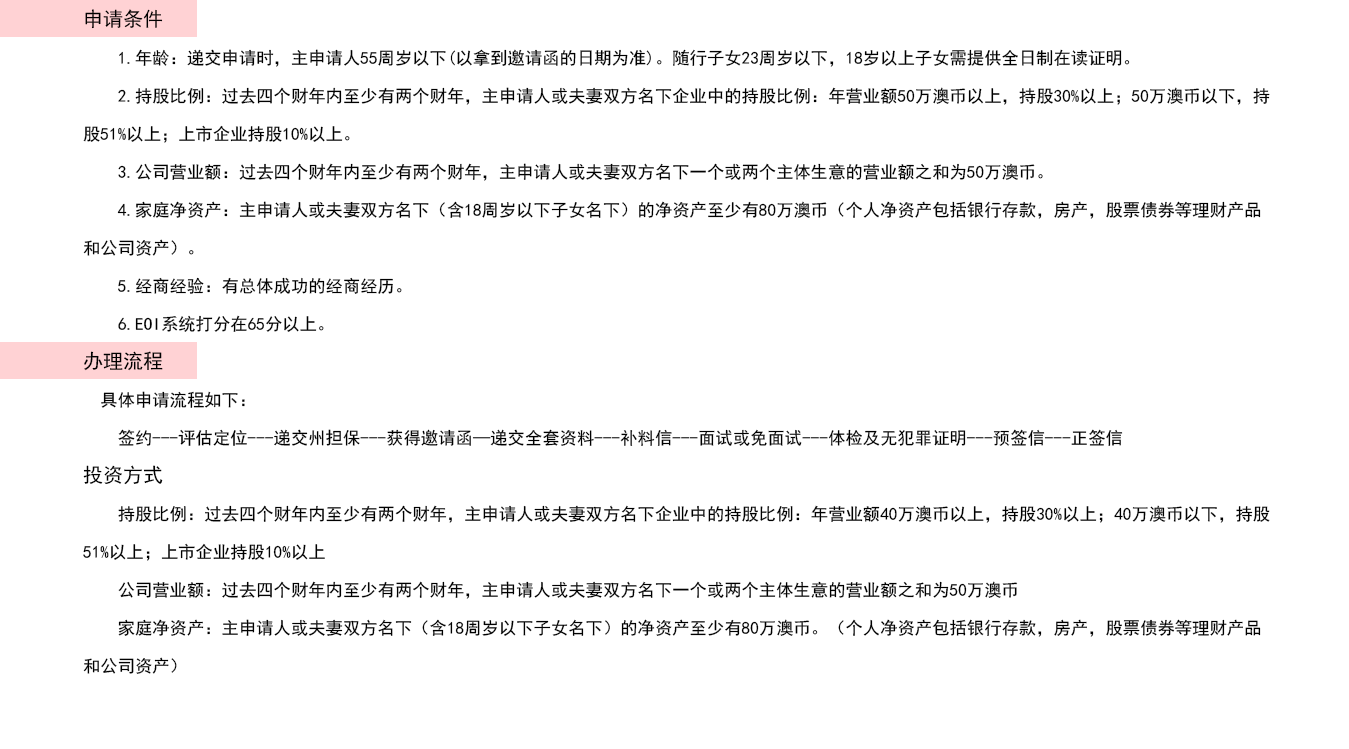 申请条件
1.年龄：递交申请时，主申请人55周岁以下(以拿到邀请函的日期为准)。随行子女23周岁以下，18岁以上子女需提供全日制在读证明。
2.持股比例：过去四个财年内至少有两个财年，主申请人或夫妻双方名下企业中的持股比例：年营业额50万澳币以上，持股30%以上；50万澳币以下，持
股51%以上；上市企业持股10%以上。
3.公司营业额：过去四个财年内至少有两个财年，主申请人或夫妻双方名下一个或两个主体生意的营业额之和为50万澳币。
4.家庭净资产：主申请人或夫妻双方名下（含18周岁以下子女名下）的净资产至少有80万澳币（个人净资产包括银行存款，房产，股票债券等理财产品
和公司资产）。
5.经商经验：有总体成功的经商经历。
6.EOI系统打分在65分以上。
办理流程
具体申请流程如下：
签约---评估定位---递交州担保---获得邀请函—递交全套资料---补料信---面试或免面试---体检及无犯罪证明---预签信---正签信
投资方式
持股比例：过去四个财年内至少有两个财年，主申请人或夫妻双方名下企业中的持股比例：年营业额40万澳币以上，持股30%以上；40万澳币以下，持股
51%以上；上市企业持股10%以上
公司营业额：过去四个财年内至少有两个财年，主申请人或夫妻双方名下一个或两个主体生意的营业额之和为50万澳币
家庭净资产：主申请人或夫妻双方名下（含18周岁以下子女名下）的净资产至少有80万澳币。（个人净资产包括银行存款，房产，股票债券等理财产品
和公司资产）